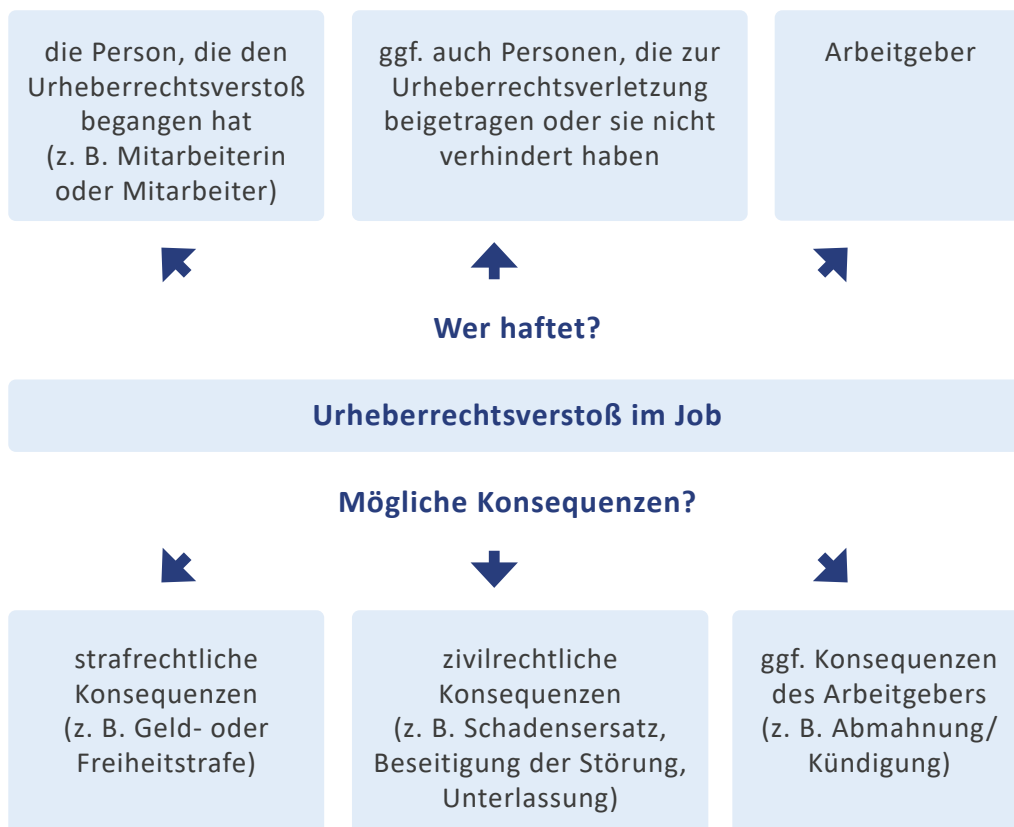 die Person, die den
Urheberrechtsverstoß
begangen hat
(z. B. Mitarbeiterin
oder Mitarbeiter)
ggf. auch Personen, die zur
Urheberrechtsverletzung
beigetragen oder sie nicht
verhindert haben
Arbeitgeber
Wer haftet?
Urheberrechtsverstoß im Job
Mögliche Konsequenzen?
strafrechtliche
Konsequenzen
(z. B. Geld- oder
Freiheitstrafe)
zivilrechtliche
Konsequenzen
(z. B. Schadensersatz,
Beseitigung der Störung,
Unterlassung)
ggf. Konsequenzen
des Arbeitgebers
(z. B. Abmahnung/
Kündigung)